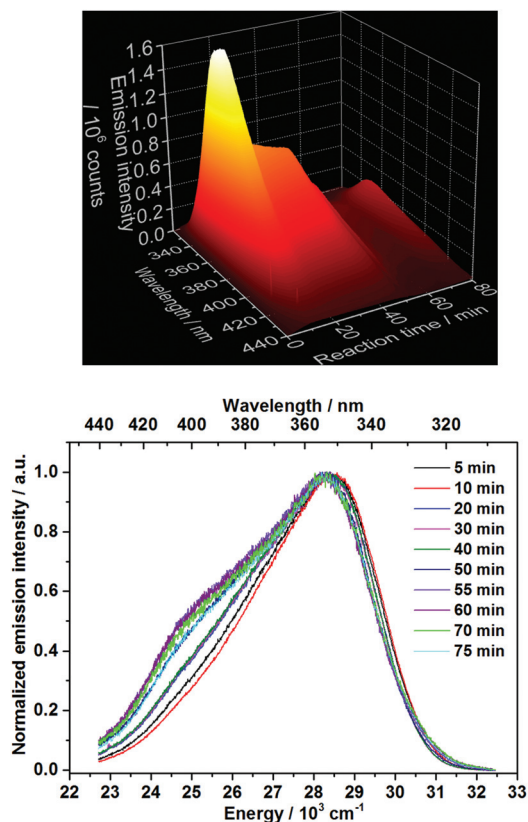 1.6
1.4
1.2
1.0
0.8
0.6
0.4
0.2
0.0
Emission intensity
/ 10⁶ counts
340
360
380
400
420
440
Wavelength / nm
0
20
40
60
80
Reaction time / min
Wavelength / nm
440 420 400 380 360 340 320
1.0
0.8
0.6
0.4
0.2
0.0
Normalized emission intensity / a.u.
5 min
10 min
20 min
30 min
40 min
50 min
55 min
60 min
70 min
75 min
22 23 24 25 26 27 28 29 30 31 32 33
Energy / 10³ cm⁻¹